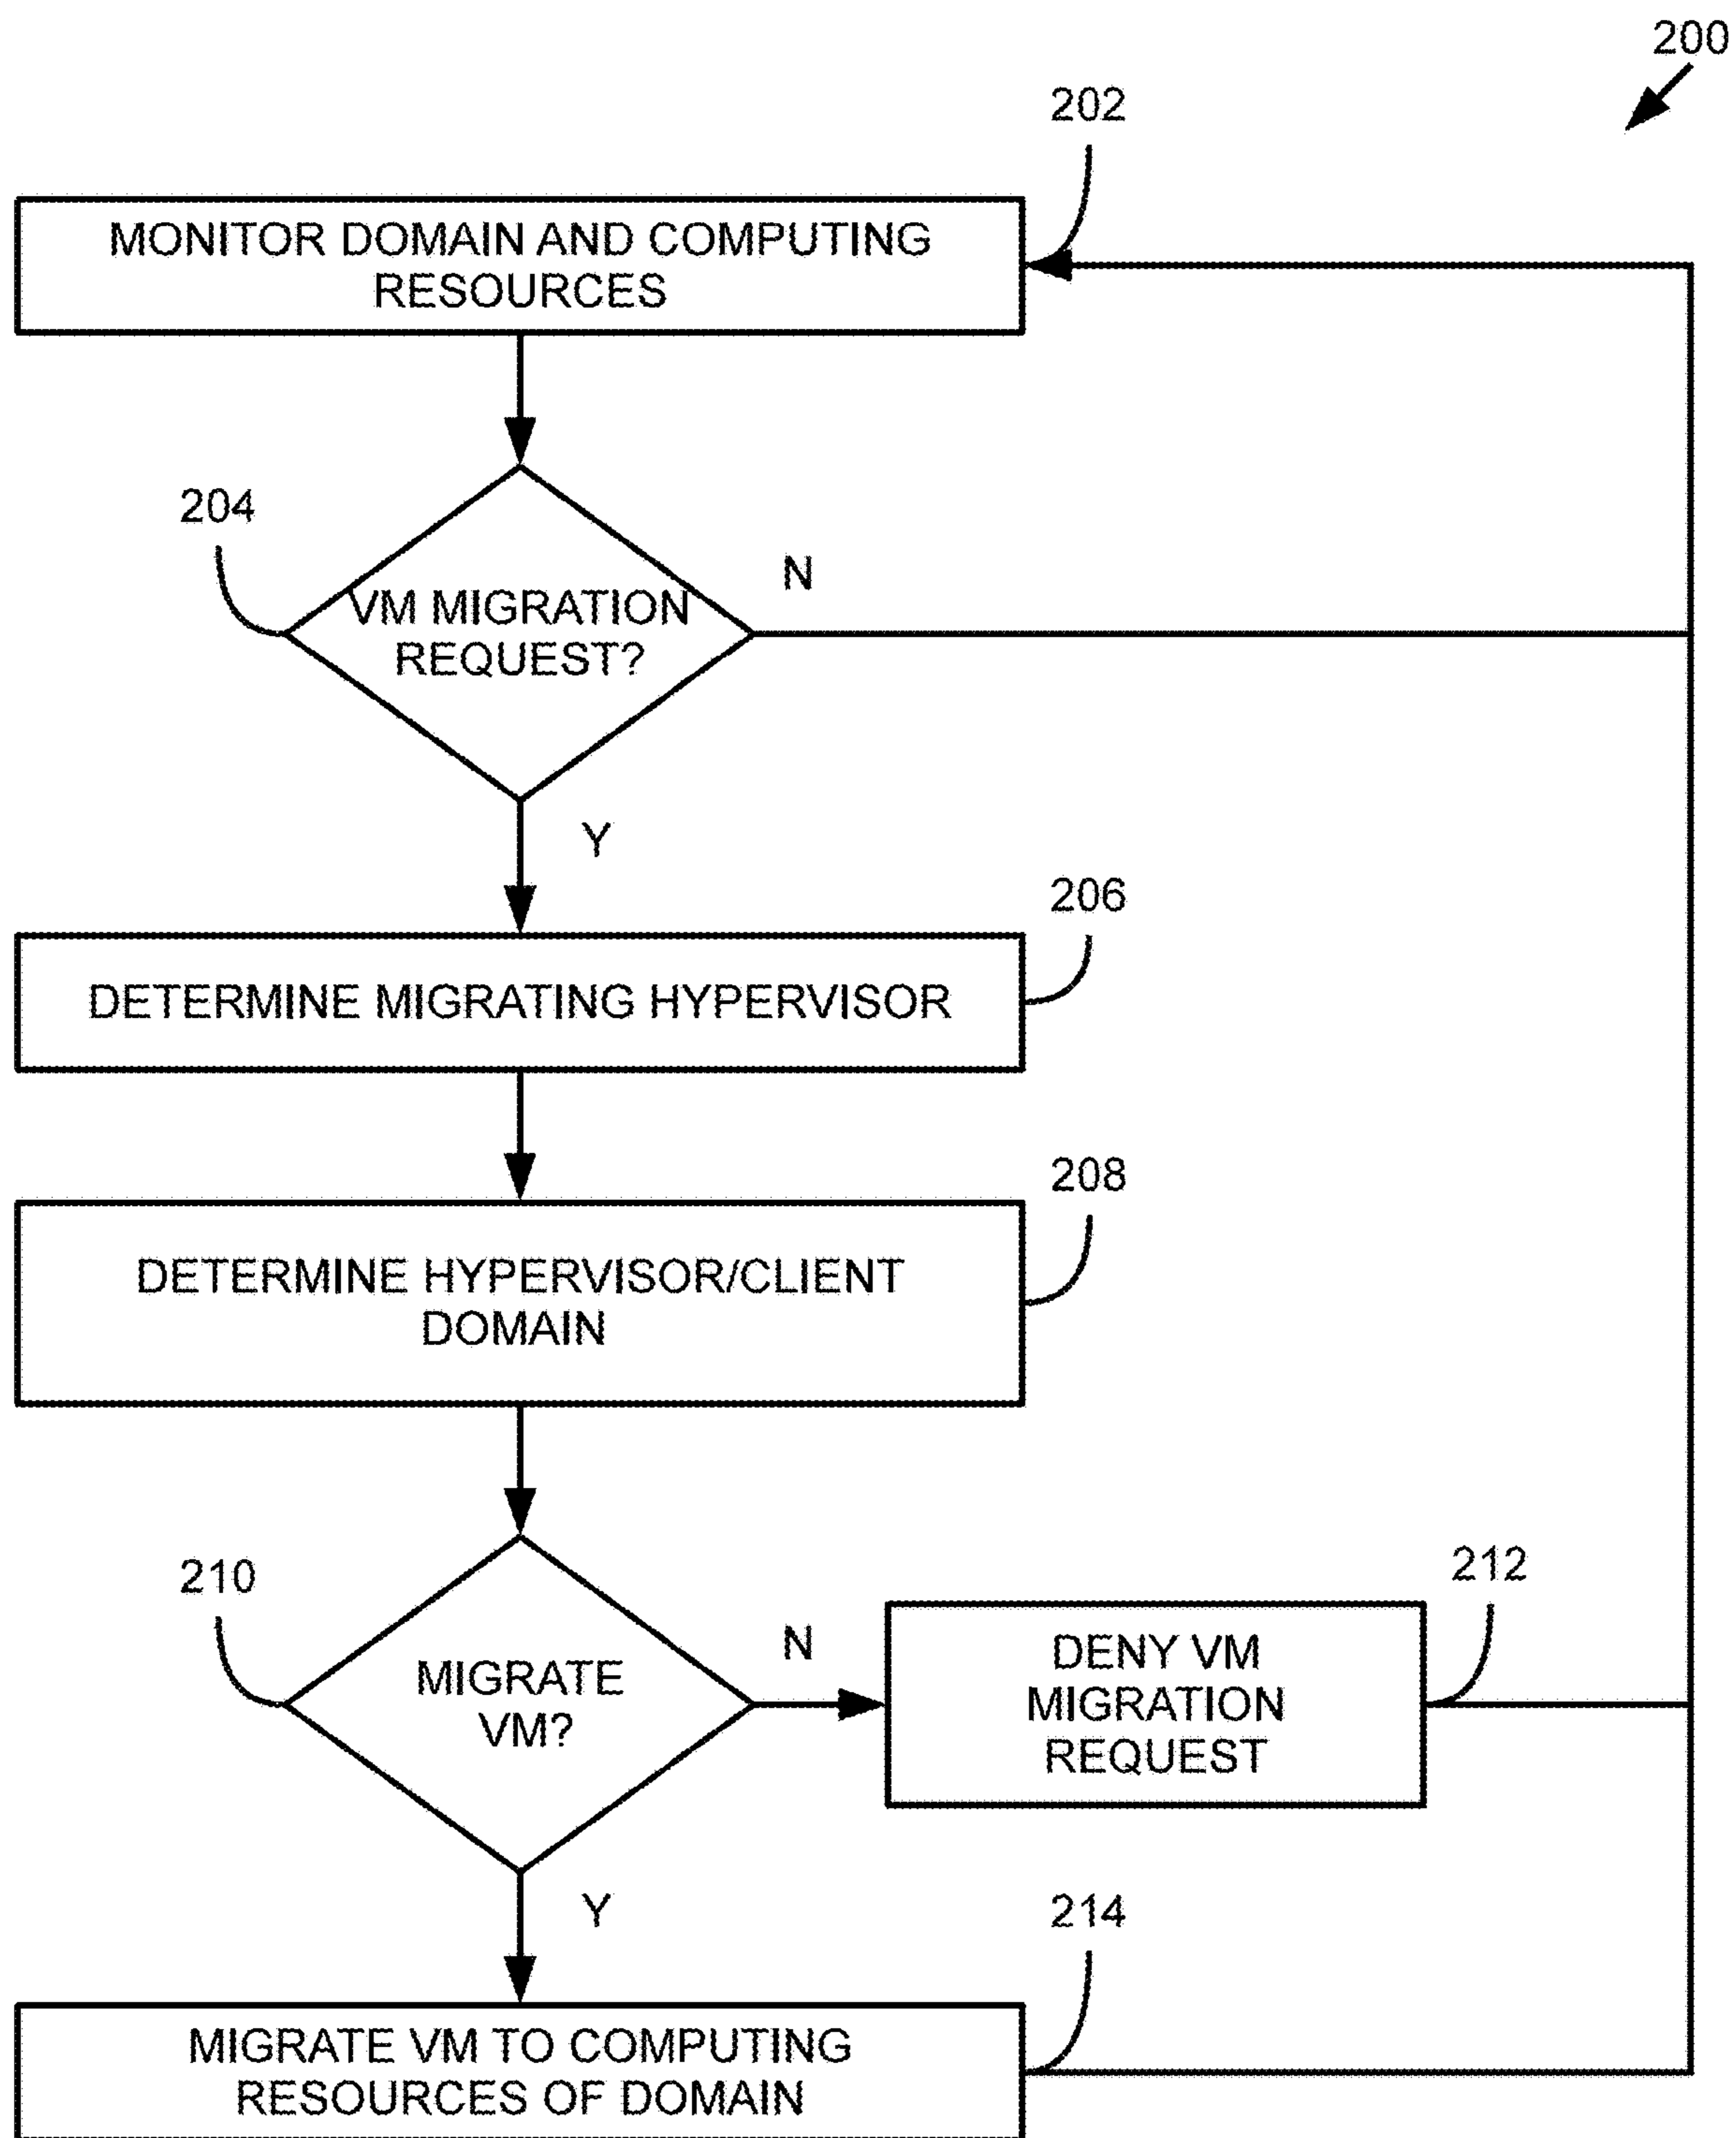 200
202
MONITOR DOMAIN AND COMPUTING
RESOURCES
204
VM MIGRATION
REQUEST?
N
Y
206
DETERMINE MIGRATING HYPERVISOR
208
DETERMINE HYPERVISOR/CLIENT
DOMAIN
210
MIGRATE
VM?
N
212
DENY VM
MIGRATION
REQUEST
Y
214
MIGRATE VM TO COMPUTING
RESOURCES OF DOMAIN